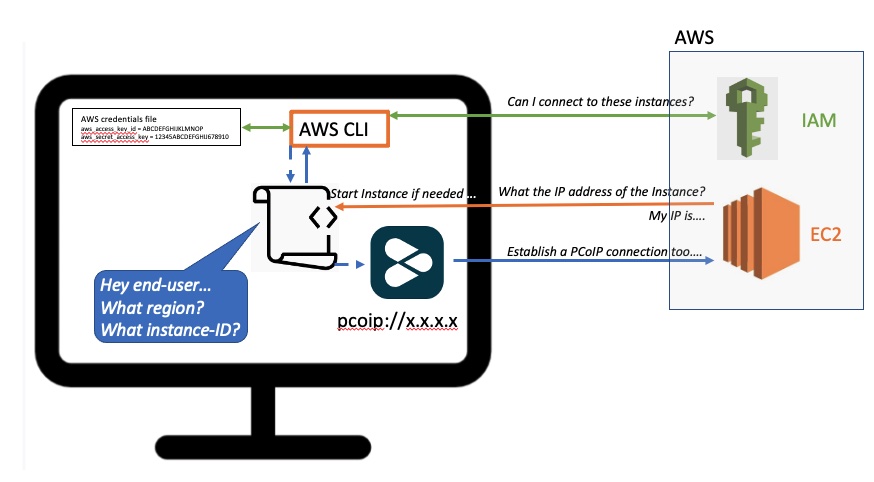 AWS
AWS credentials file
aws_access_key_id = ABCDEFGHIJKLMNOP
aws_secret_access_key = 12345ABCDEFGHIJ678910
AWS CLI
Can I connect to these instances?
IAM
Start Instance if needed ...
What the IP address of the Instance?
My IP is....
EC2
Establish a PCoIP connection too....
Hey end-user...
What region?
What instance-ID?
pcoip://x.x.x.x